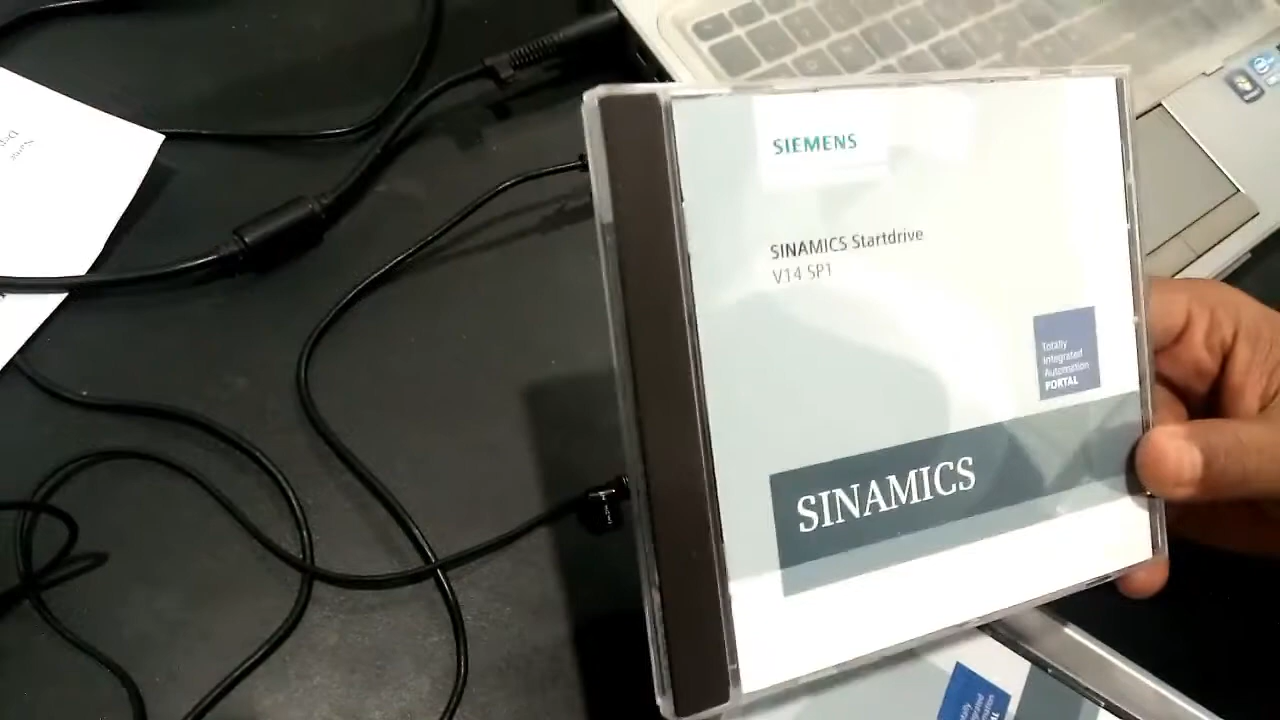 SIEMENS
SINAMICS Startdrive
V14 SP1
Totally
Integrated
Automation
PORTAL
SINAMICS